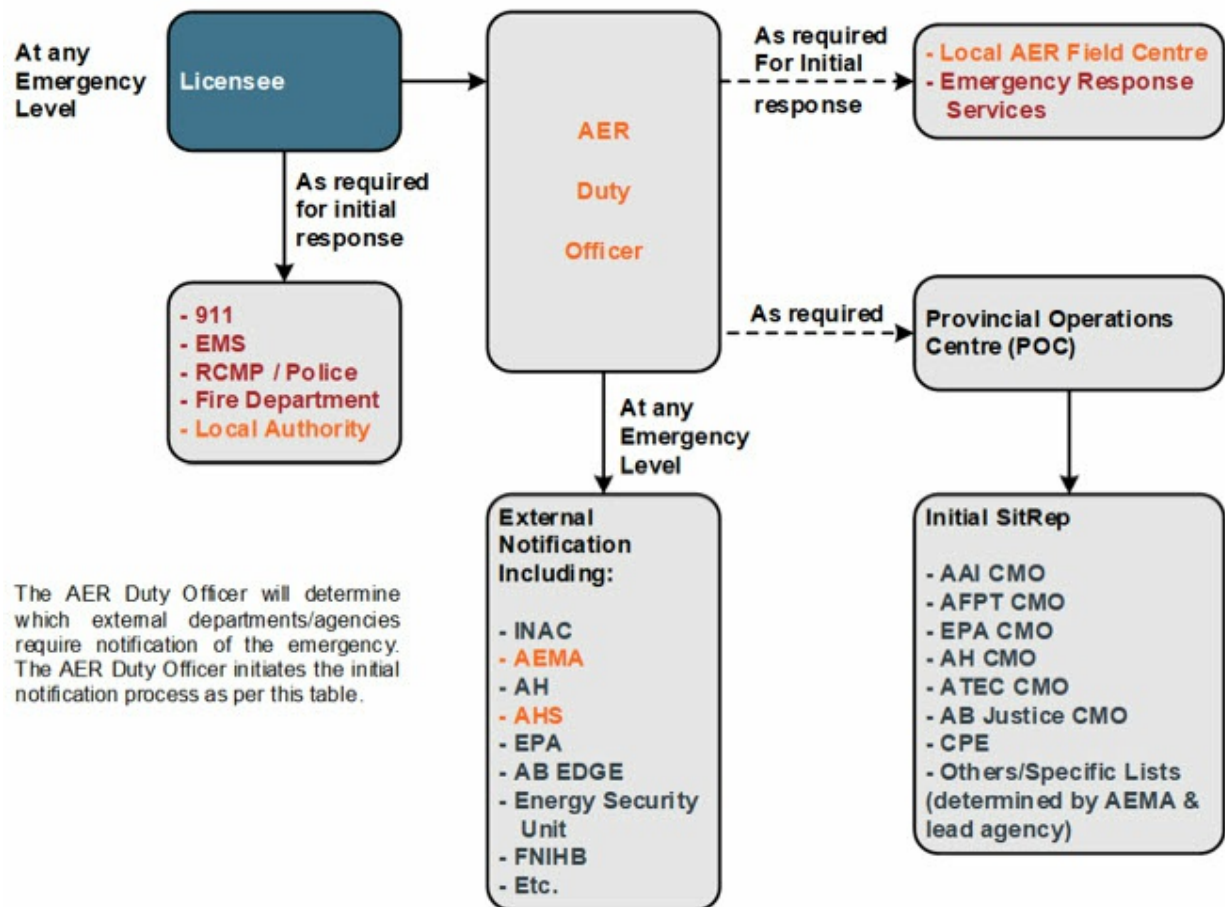 At any
Emergency
Level
Licensee
As required
for initial
response
- 911
- EMS
- RCMP / Police
- Fire Department
- Local Authority
AER
Duty
Officer
As required
For Initial
response
- Local AER Field Centre
- Emergency Response
Services
As required
Provincial Operations
Centre (POC)
At any
Emergency
Level
External
Notification
Including:
- INAC
- AEMA
- AH
- AHS
- EPA
- AB EDGE
- Energy Security
Unit
- FNIHB
- Etc.
Initial SitRep
- AAI CMO
- AFPT CMO
- EPA CMO
- AH CMO
- ATEC CMO
- AB Justice CMO
- CPE
- Others/Specific Lists
(determined by AEMA &
lead agency)
The AER Duty Officer will determine
which external departments/agencies
require notification of the emergency.
The AER Duty Officer initiates the initial
notification process as per this table.